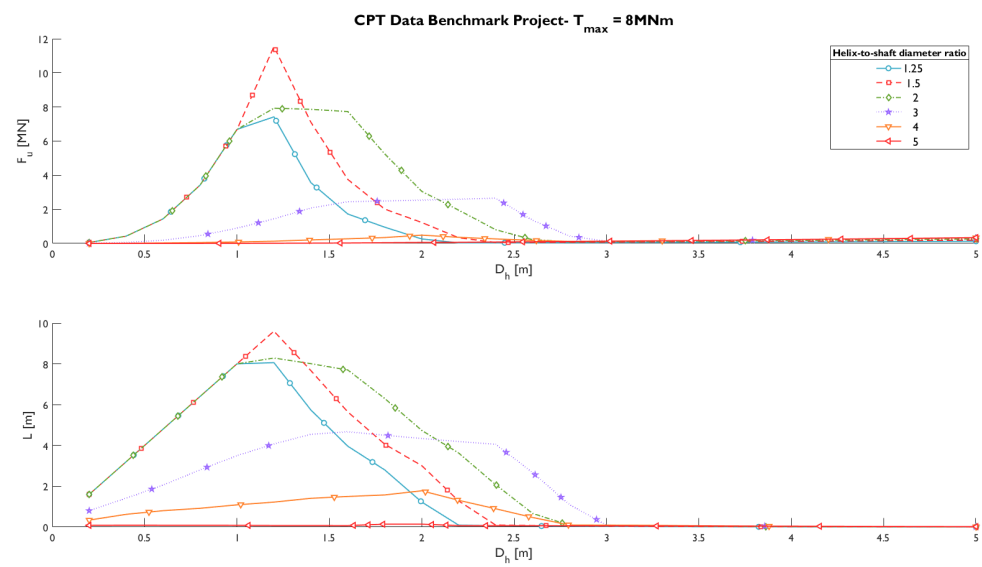 CPT Data Benchmark Project- Tmax = 8MNm
Helix-to-shaft diameter ratio
1.25
1.5
2
3
4
5
Fu [MN]
12
10
8
6
4
2
0
0 0.5 1 1.5 2 2.5 3 3.5 4 4.5 5
Dh [m]
L [m]
10
8
6
4
2
0
0 0.5 1 1.5 2 2.5 3 3.5 4 4.5 5
Dh [m]